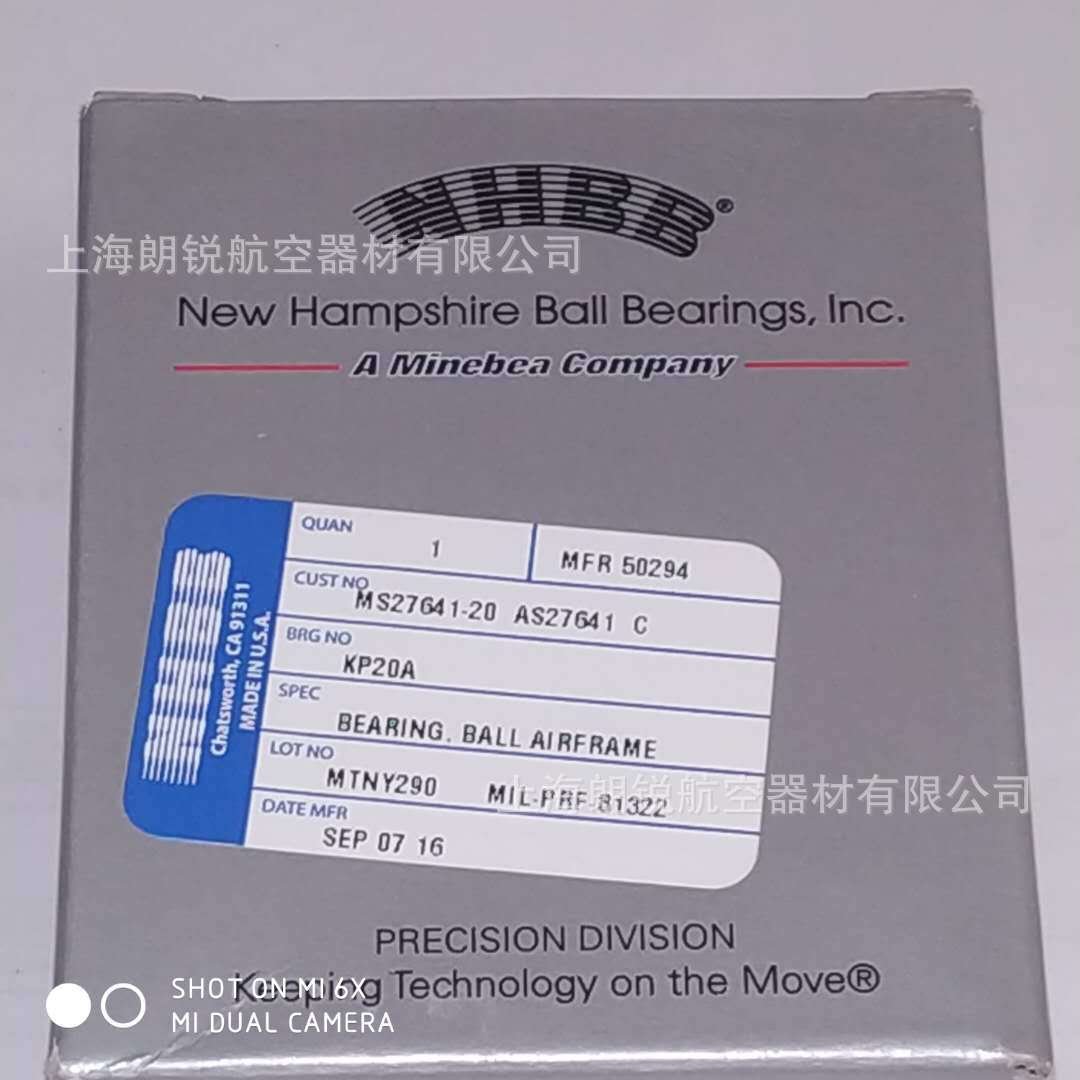 NHBB®
上海朗锐航空器材有限公司
New Hampshire Ball Bearings, Inc.
A Minebea Company
Chatsworth, CA 91311
MADE IN U.S.A.
QUAN
1
MFR 50294
CUST NO
MS27641-20 AS27641 C
BRG NO
KP20A
SPEC
BEARING. BALL AIRFRAME
LOT NO
MTNY290 MIL-PRF-81322
上海朗锐航空器材有限公司
DATE MFR
SEP 07 16
PRECISION DIVISION
Keeping Technology on the Move®
SHOT ON MI 6X
MI DUAL CAMERA